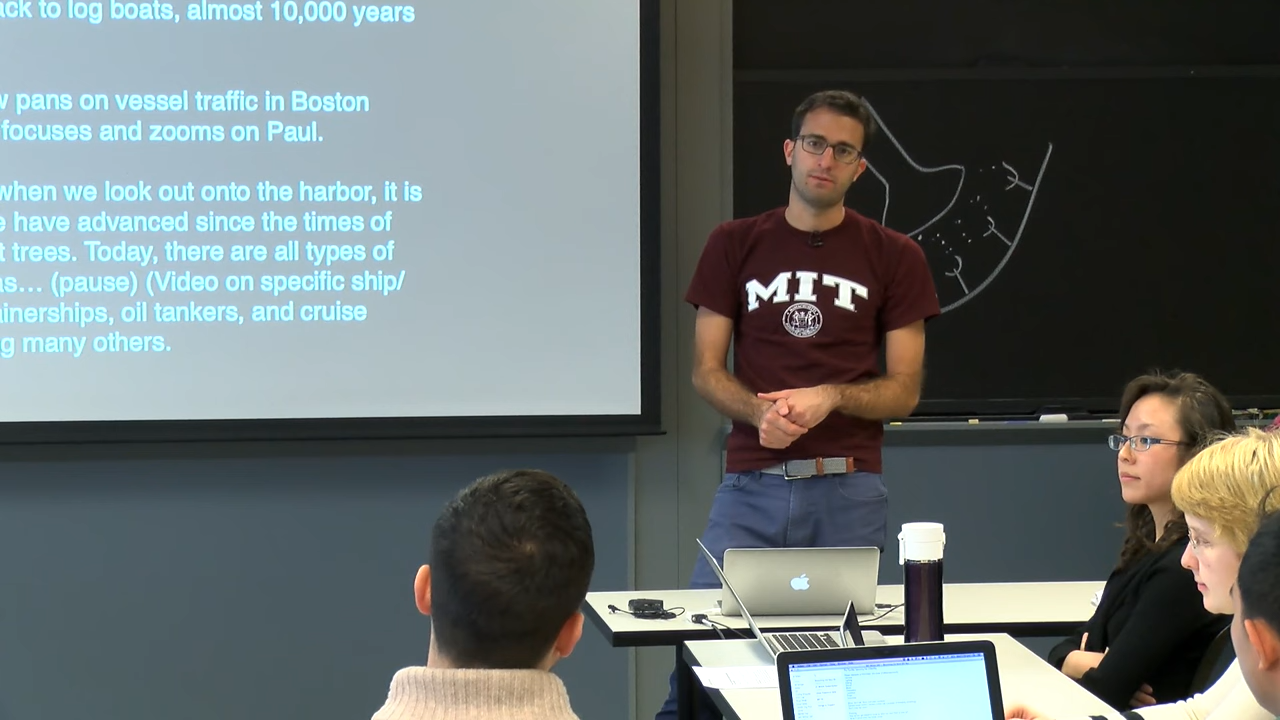 ack to log boats, almost 10,000 years
w pans on vessel traffic in Boston
focuses and zooms on Paul.
when we look out onto the harbor, it is
e have advanced since the times of
t trees. Today, there are all types of
as... (pause) (Video on specific ship/
ainerships, oil tankers, and cruise
g many others.
MIT